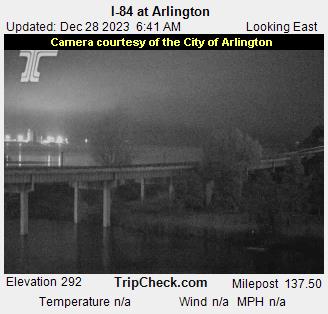 I-84 at Arlington
Updated: Dec 28 2023 6:41 AM Looking East
Camera courtesy of the City of Arlington
Elevation 292 TripCheck.com Milepost 137.50
Temperature n/a Wind n/a MPH n/a